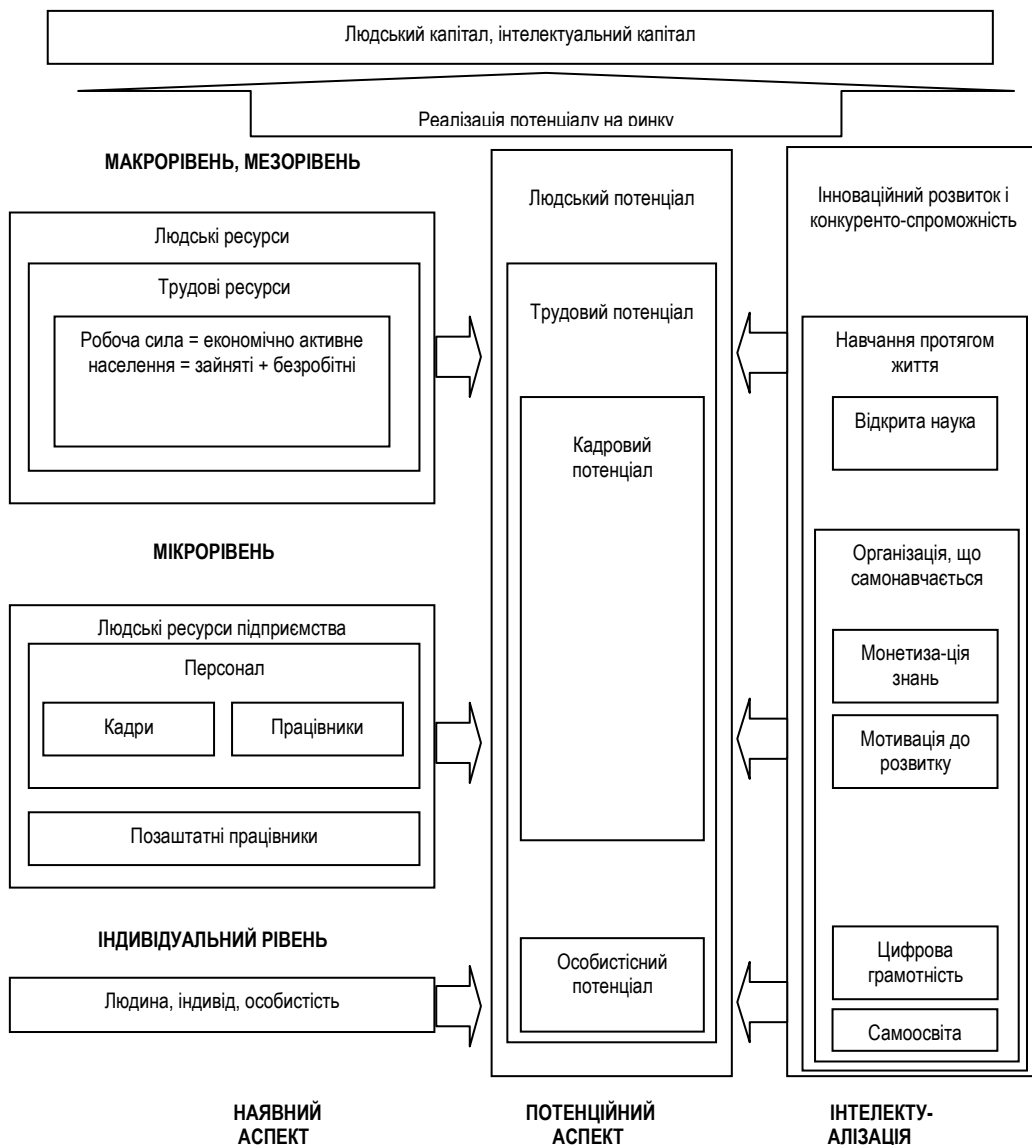 Людський капітал, інтелектуальний капітал
Реалізація потенціалу на ринку
МАКРОРІВЕНЬ, МЕЗОРІВЕНЬ
Людські ресурси
Трудові ресурси
Робоча сила = економічно активне
населення = зайняті + безробітні
МІКРОРІВЕНЬ
Людські ресурси підприємства
Персонал
Кадри
Працівники
Позаштатні працівники
ІНДИВІДУАЛЬНИЙ РІВЕНЬ
Людина, індивід, особистість
НАЯВНИЙ
АСПЕКТ
Людський потенціал
Трудовий потенціал
Кадровий
потенціал
Особистісний
потенціал
ПОТЕНЦІЙНИЙ
АСПЕКТ
Інноваційний розвиток і
конкуренто-спроможність
Навчання протягом
життя
Відкрита наука
Організація, що
самонавчається
Монетиза-ція
знань
Мотивація до
розвитку
Цифрова
грамотність
Самоосвіта
ІНТЕЛЕКТУ-
АЛІЗАЦІЯ